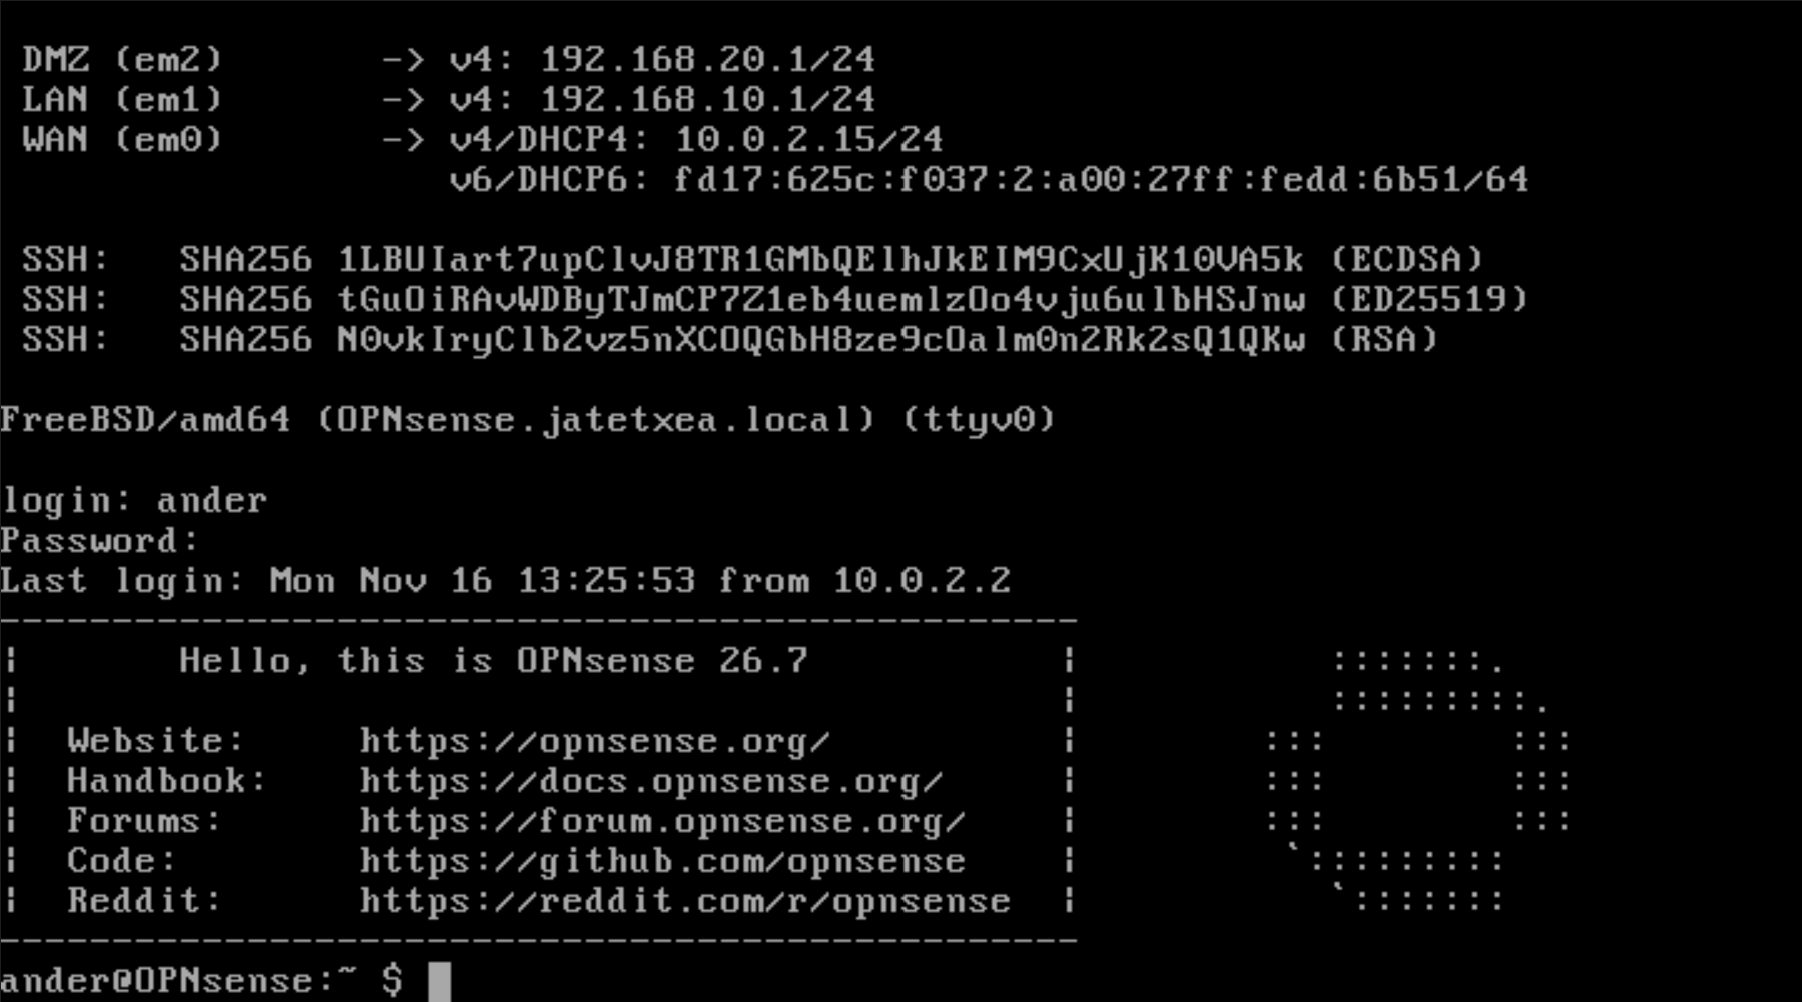 DMZ (em2) -> v4: 192.168.20.1/24
LAN (em1) -> v4: 192.168.10.1/24
WAN (em0) -> v4/DHCP4: 10.0.2.15/24
v6/DHCP6: fd17:625c:f037:2:a00:27ff:fedd:6b51/64
SSH: SHA256 1LBUIart7upClvJ8TR1GMbQElhJkEIM9CxUjK10VA5k (ECDSA)
SSH: SHA256 tGuOiRAvWDByTJmCP7Z1eb4uemlzOo4vju6ulbHSJnw (ED25519)
SSH: SHA256 N0vkIryClb2vz5nXCOQGbH8ze9cOalm0n2Rk2sQ1QKw (RSA)
FreeBSD/amd64 (OPNsense.jatetxea.local) (ttyv0)
login: ander
Password:
Last login: Mon Nov 16 13:25:53 from 10.0.2.2
Hello, this is OPNsense 26.7
Website: https://opnsense.org/
Handbook: https://docs.opnsense.org/
Forums: https://forum.opnsense.org/
Code: https://github.com/opnsense
Reddit: https://reddit.com/r/opnsense
ander@OPNsense:~ $